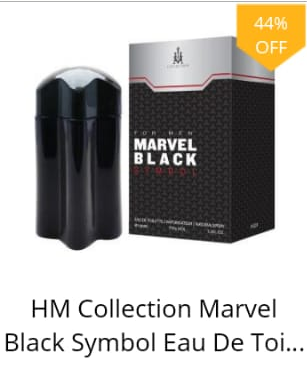 44%
OFF
FOR MEN
MARVEL
BLACK
SYMBOL
HM Collection Marvel
Black Symbol Eau De Toi...